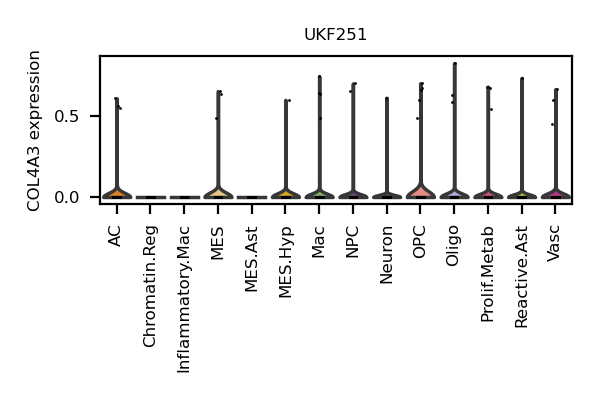 UKF251
COL4A3 expression
0.5
0.0
AC
Chromatin.Reg
Inflammatory.Mac
MES
MES.Ast
MES.Hyp
Mac
NPC
Neuron
OPC
Oligo
Prolif.Metab
Reactive.Ast
Vasc